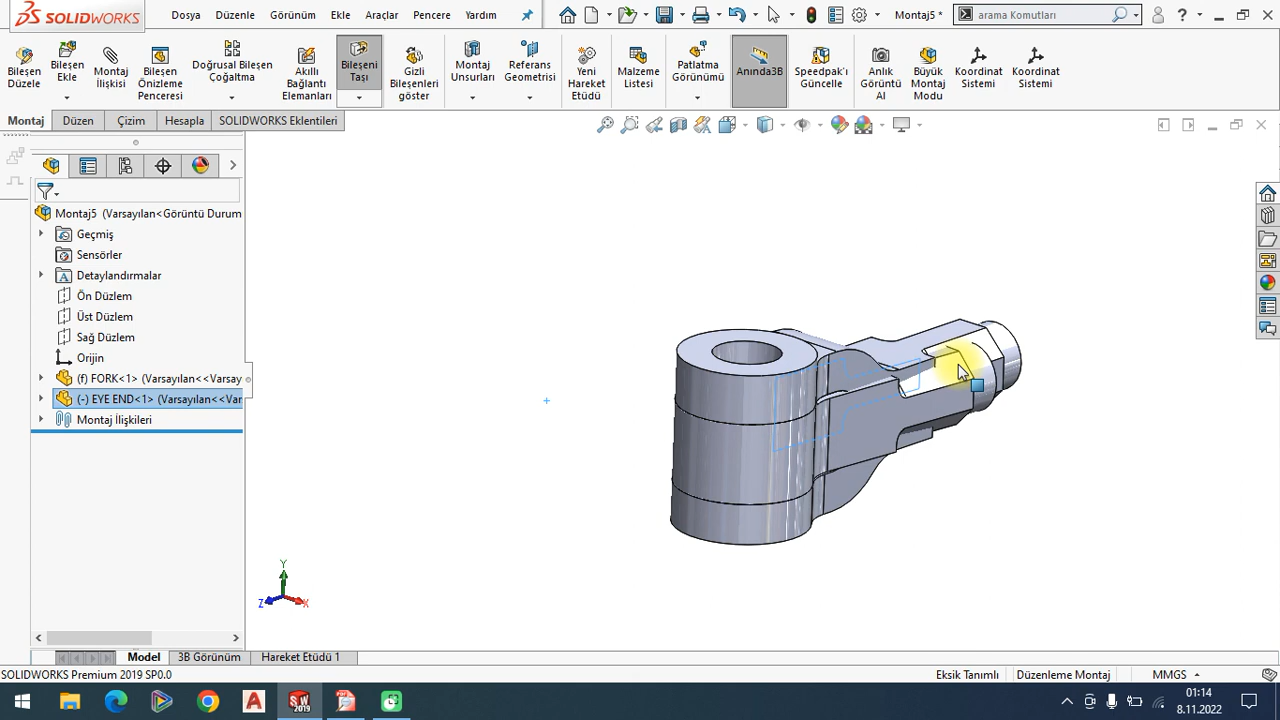 SOLIDWORKS
Dosya Düzenle Görünüm Ekle Araçlar Pencere Yardım
Montaj5 *
arama Komutları
Bileşen Düzele
Bileşen Ekle
Montaj İlişkisi
Bileşen Önizleme Penceresi
Doğrusal Bileşen Çoğaltma
Akıllı Bağlantı Elemanları
Bileşeni Taşı
Gizli Bileşenleri göster
Montaj Unsurları
Referans Geometrisi
Yeni Hareket Etüdü
Malzeme Listesi
Patlatma Görünümü
Anında3B
Speedpak'ı Güncelle
Anlık Görüntü Al
Büyük Montaj Modu
Koordinat Sistemi
Koordinat Sistemi
Montaj Düzen Çizim Hesapla SOLIDWORKS Eklentileri
Montaj5 (Varsayılan<Görüntü Durum
Geçmiş
Sensörler
Detaylandırmalar
Ön Düzlem
Üst Düzlem
Sağ Düzlem
Orijin
(f) FORK<1> (Varsayılan<<Varsay
(-) EYE END<1> (Varsayılan<<Var
Montaj İlişkileri
Y
Z X
Model 3B Görünüm Hareket Etüdü 1
SOLIDWORKS Premium 2019 SP0.0
Eksik Tanımlı Düzenleme Montaj MMGS
SW 2019
01:14
8.11.2022